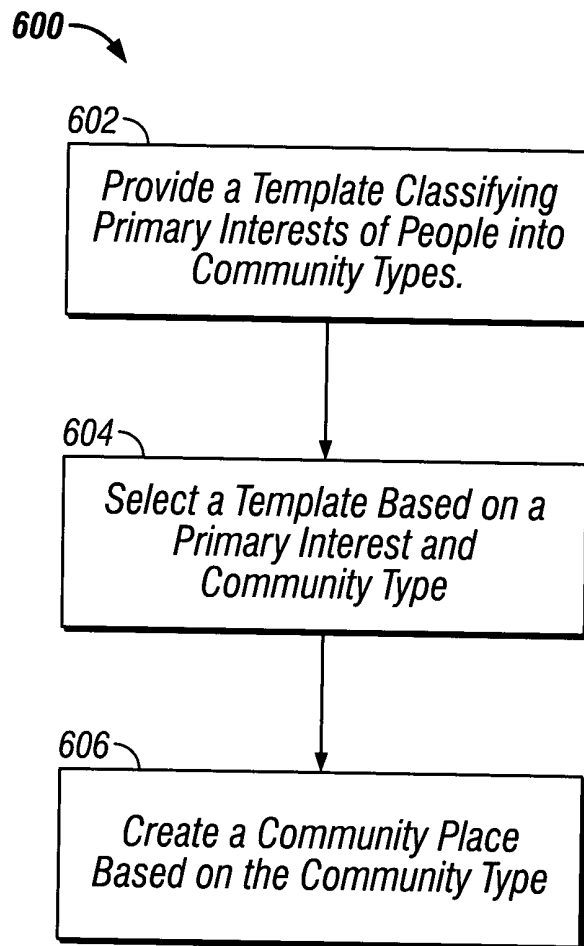 600
602
Provide a Template Classifying
Primary Interests of People into
Community Types.
604
Select a Template Based on a
Primary Interest and
Community Type
606
Create a Community Place
Based on the Community Type